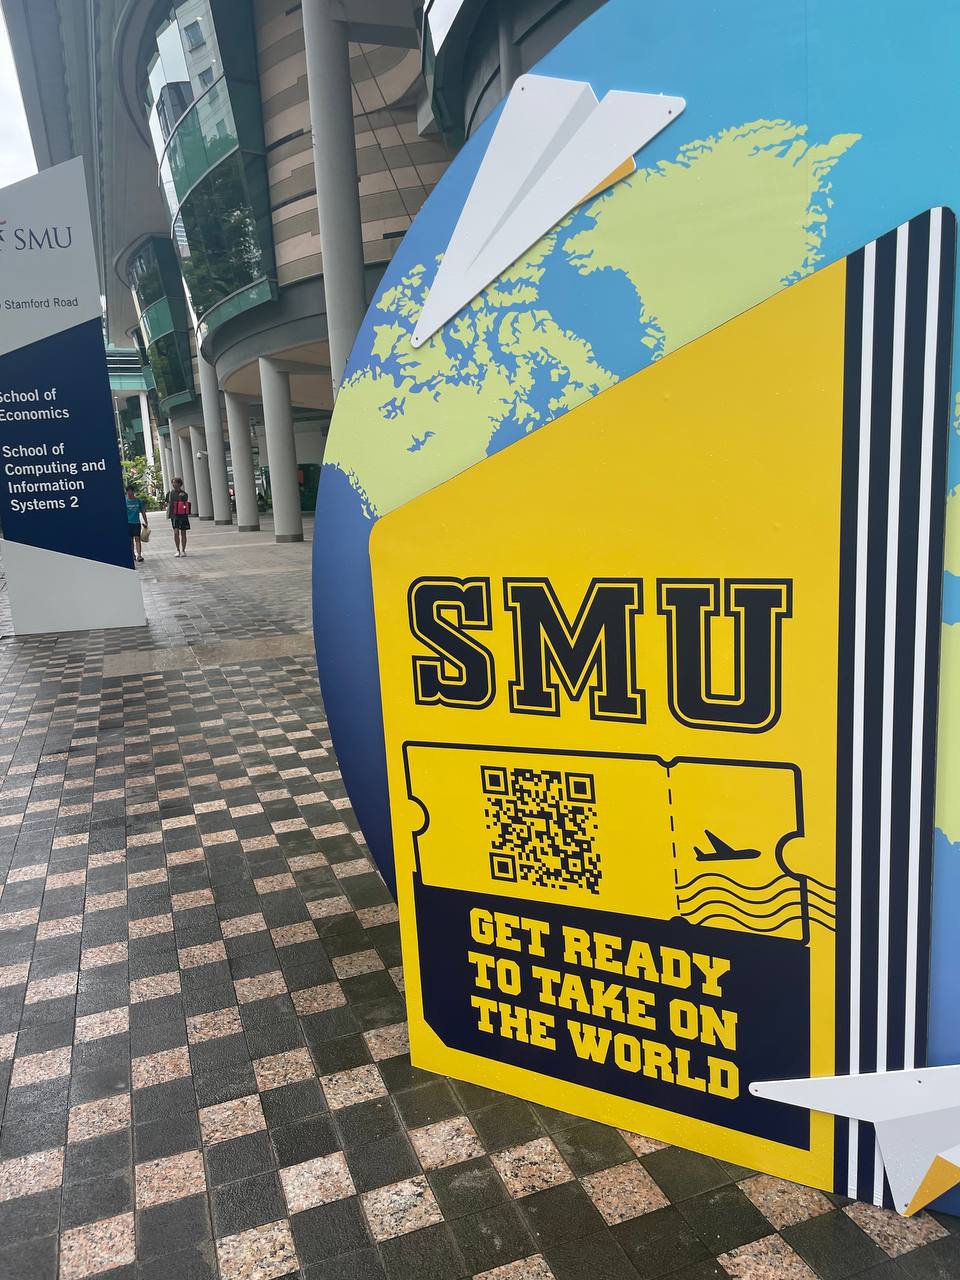 SMU
Stamford Road
School of
Economics
School of
Computing and
Information
Systems 2
SMU
GET READY
TO TAKE ON
THE WORLD